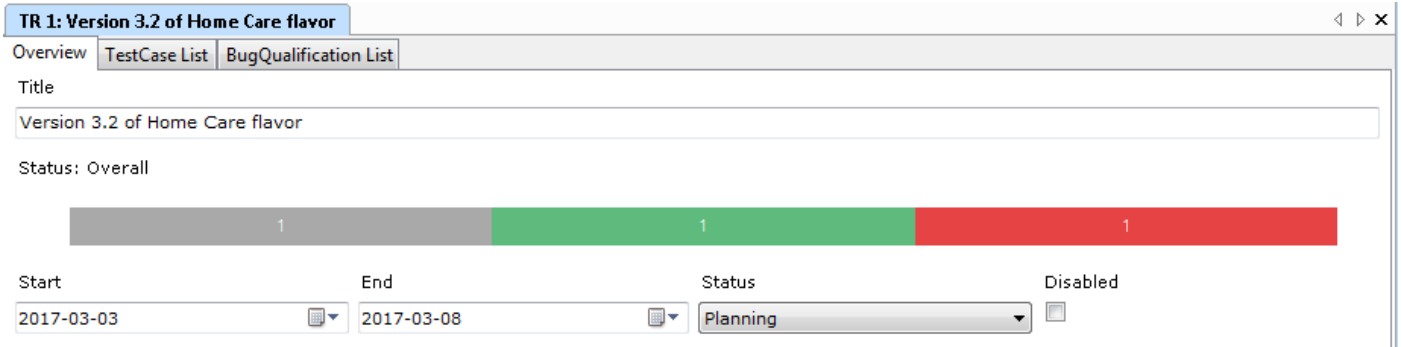 TR 1: Version 3.2 of Home Care flavor
Overview TestCase List BugQualification List
Title
Version 3.2 of Home Care flavor
Status: Overall
1 1 1
Start End Status Disabled
2017-03-03 2017-03-08 Planning